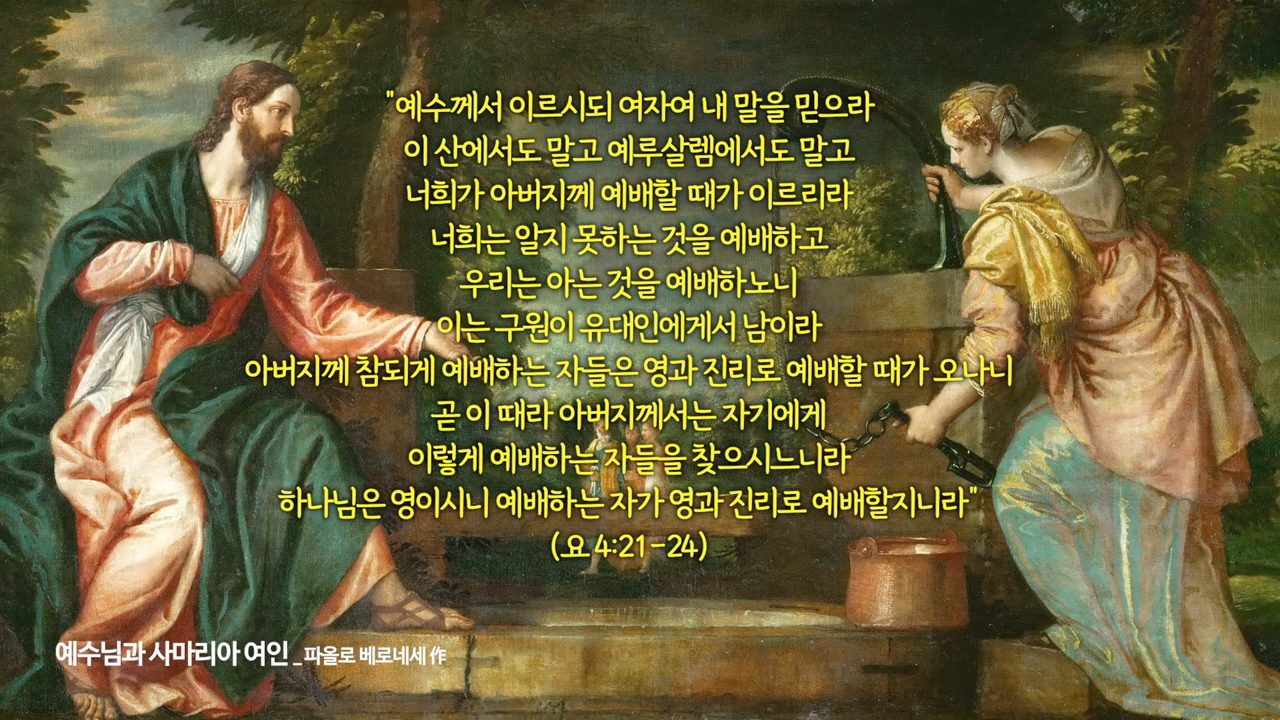 "예수께서 이르시되 여자여 내 말을 믿으라
이 산에서도 말고 예루살렘에서도 말고
너희가 아버지께 예배할 때가 이르리라
너희는 알지 못하는 것을 예배하고
우리는 아는 것을 예배하노니
이는 구원이 유대인에게서 남이라
아버지께 참되게 예배하는 자들은 영과 진리로 예배할 때가 오나니
곧 이 때라 아버지께서는 자기에게
이렇게 예배하는 자들을 찾으시느니라
하나님은 영이시니 예배하는 자가 영과 진리로 예배할지니라"
(요 4:21-24)
예수님과 사마리아 여인 _ 파올로 베로네세 作